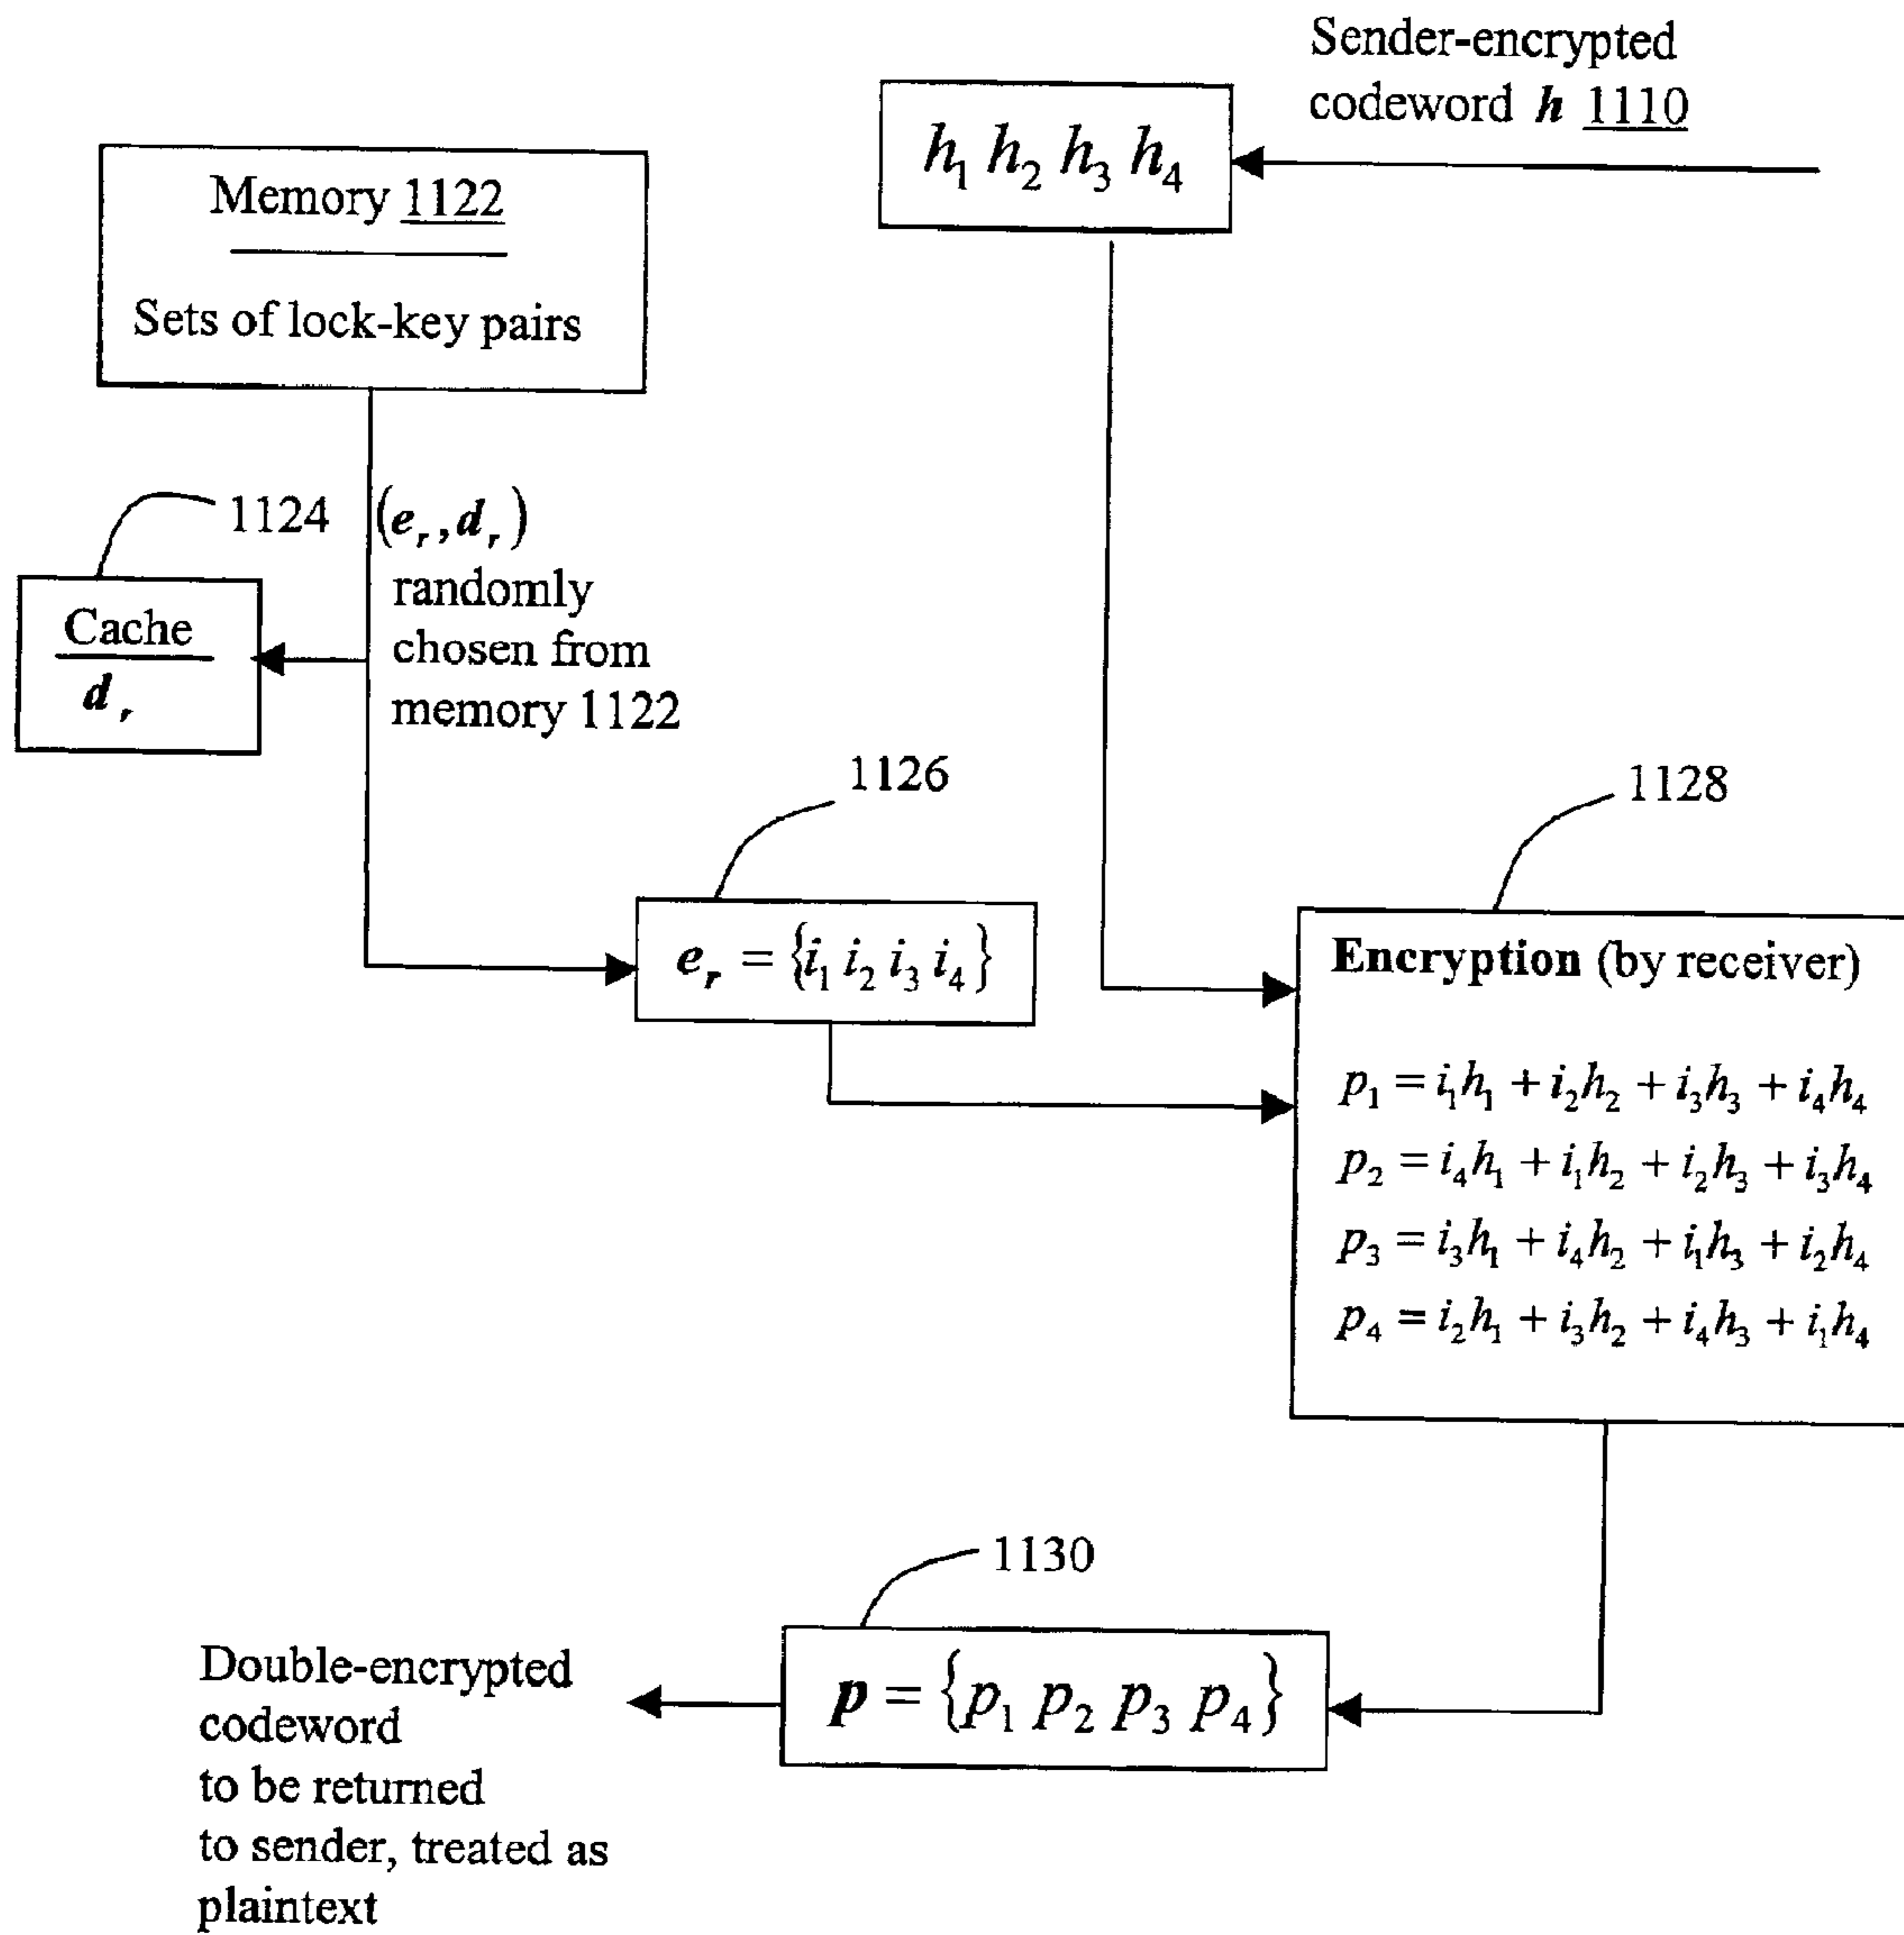 Sender-encrypted
codeword h 1110
h₁ h₂ h₃ h₄
Memory 1122
Sets of lock-key pairs
1124
(eᵣ, dᵣ)
randomly
chosen from
memory 1122
Cache
dᵣ
1126
eᵣ = {i₁ i₂ i₃ i₄}
1128
Encryption (by receiver)
p₁ = i₁h₁ + i₂h₂ + i₃h₃ + i₄h₄
p₂ = i₄h₁ + i₁h₂ + i₂h₃ + i₃h₄
p₃ = i₃h₁ + i₄h₂ + i₁h₃ + i₂h₄
p₄ = i₂h₁ + i₃h₂ + i₄h₃ + i₁h₄
1130
p = {p₁ p₂ p₃ p₄}
Double-encrypted
codeword
to be returned
to sender, treated as
plaintext